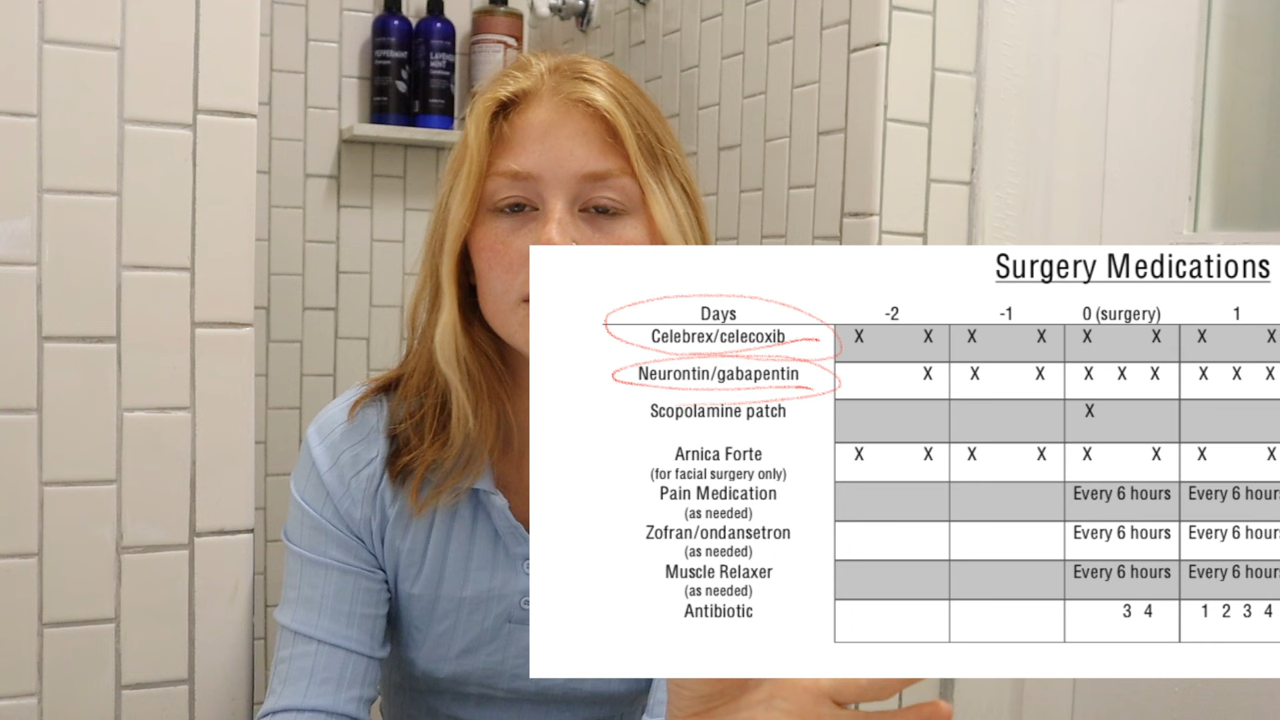 PEPPERMINT
LAVENDER
MINT
Surgery Medications
Days -2 -1 0 (surgery) 1
Celebrex/celecoxib X X X X X X X X
Neurontin/gabapentin X X X X X X X X X
Scopolamine patch X
Arnica Forte X X X X X X X X
(for facial surgery only)
Pain Medication Every 6 hours Every 6 hours
(as needed)
Zofran/ondansetron Every 6 hours Every 6 hours
(as needed)
Muscle Relaxer Every 6 hours Every 6 hours
(as needed)
Antibiotic 3 4 1 2 3 4